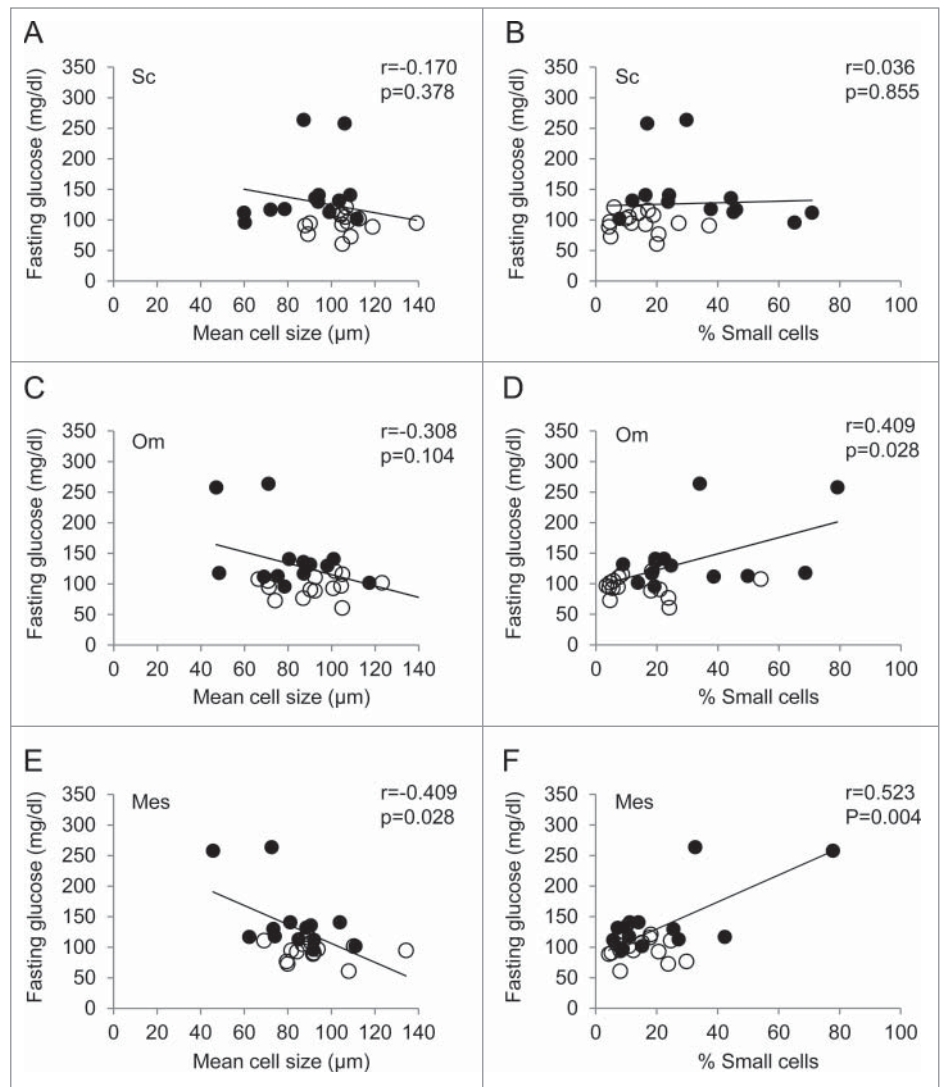 A
Sc
r=-0.170
p=0.378
Fasting glucose (mg/dl)
350
300
250
200
150
100
50
0
0 20 40 60 80 100 120 140
Mean cell size (µm)
B
Sc
r=0.036
p=0.855
Fasting glucose (mg/dl)
350
300
250
200
150
100
50
0
0 20 40 60 80 100
% Small cells
C
Om
r=-0.308
p=0.104
Fasting glucose (mg/dl)
350
300
250
200
150
100
50
0
0 20 40 60 80 100 120 140
Mean cell size (µm)
D
Om
r=0.409
p=0.028
Fasting glucose (mg/dl)
350
300
250
200
150
100
50
0
0 20 40 60 80 100
% Small cells
E
Mes
r=-0.409
p=0.028
Fasting glucose (mg/dl)
350
300
250
200
150
100
50
0
0 20 40 60 80 100 120 140
Mean cell size (µm)
F
Mes
r=0.523
P=0.004
Fasting glucose (mg/dl)
350
300
250
200
150
100
50
0
0 20 40 60 80 100
% Small cells